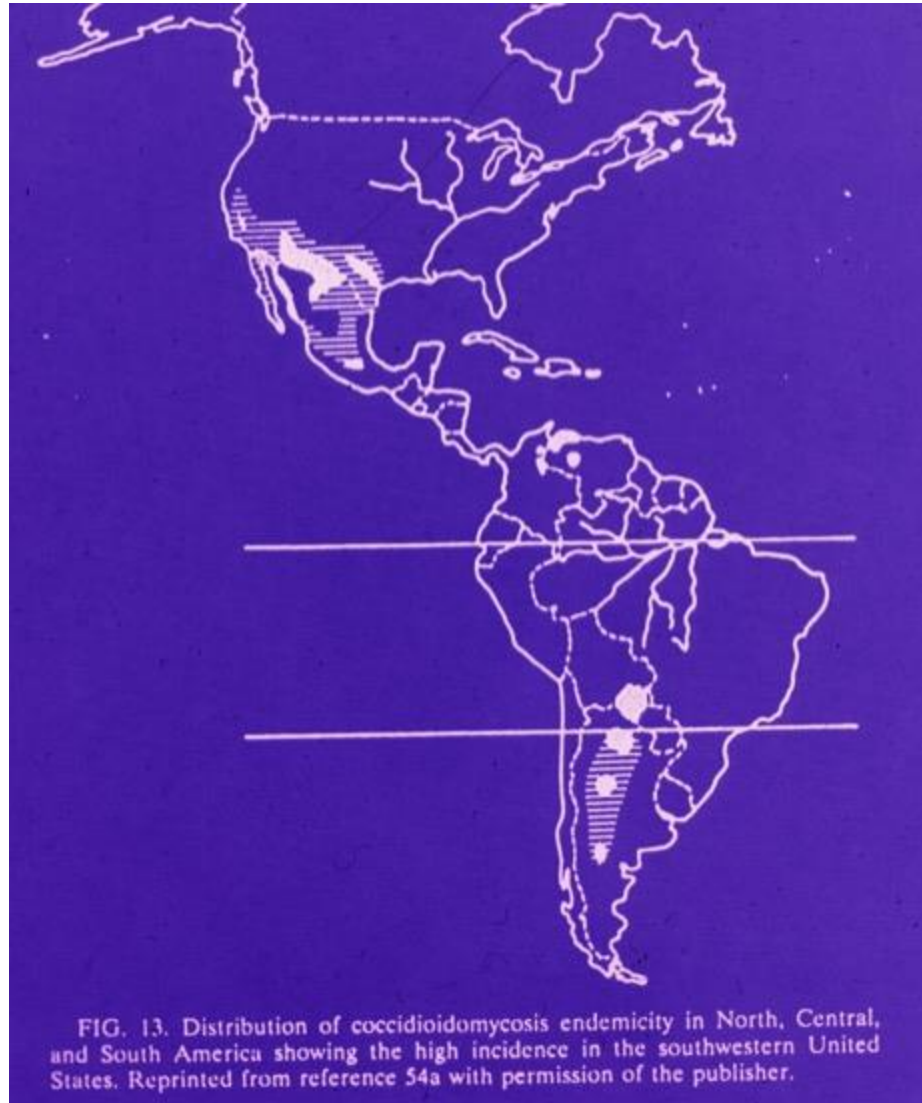 FIG. 13. Distribution of coccidioidomycosis endemicity in North, Central,
and South America showing the high incidence in the southwestern United
States. Reprinted from reference 54a with permission of the publisher.